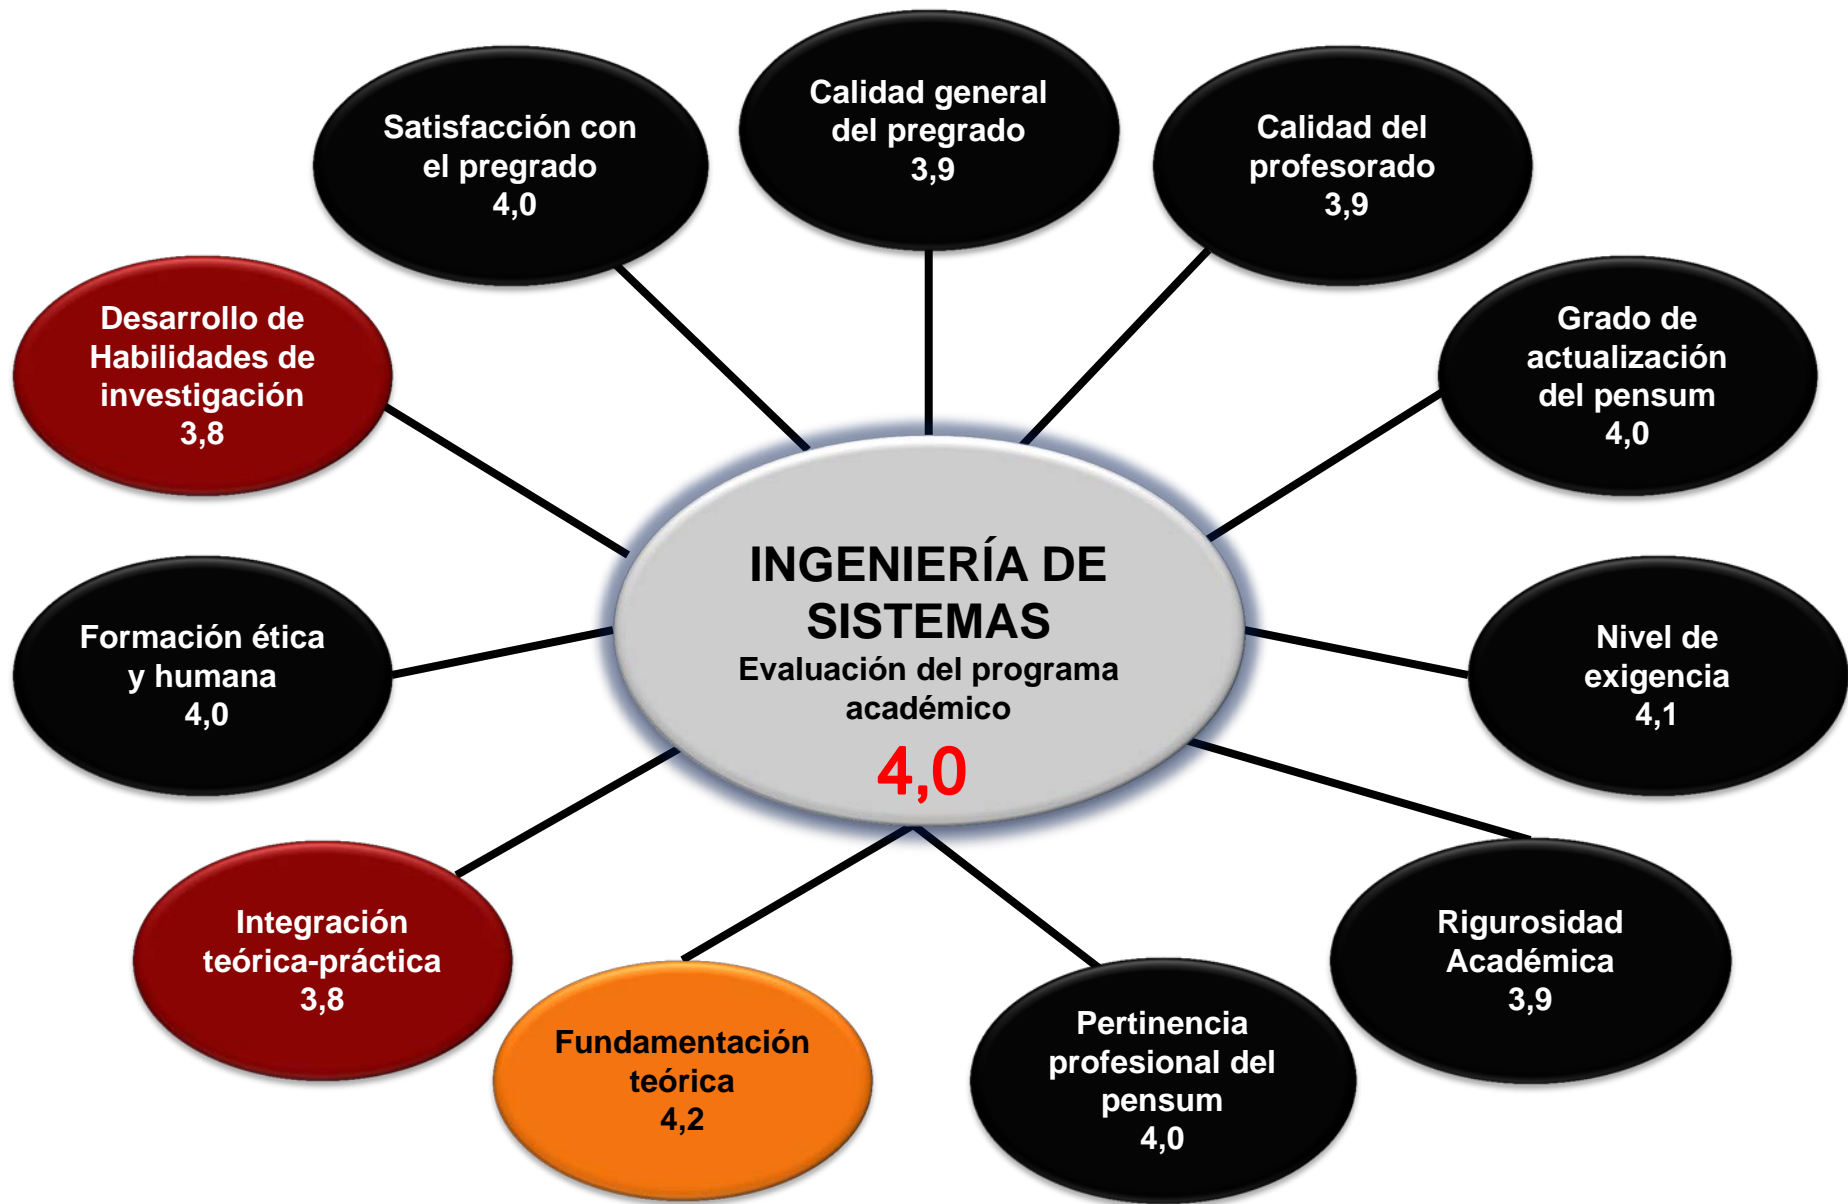 Calidad general
del pregrado
3,9
Satisfacción con
el pregrado
4,0
Calidad del
profesorado
3,9
Desarrollo de
Habilidades de
investigación
3,8
Grado de
actualización
del pensum
4,0
INGENIERÍA DE
SISTEMAS
Evaluación del programa
académico
4,0
Formación ética
y humana
4,0
Nivel de
exigencia
4,1
Integración
teórica-práctica
3,8
Rigurosidad
Académica
3,9
Fundamentación
teórica
4,2
Pertinencia
profesional del
pensum
4,0